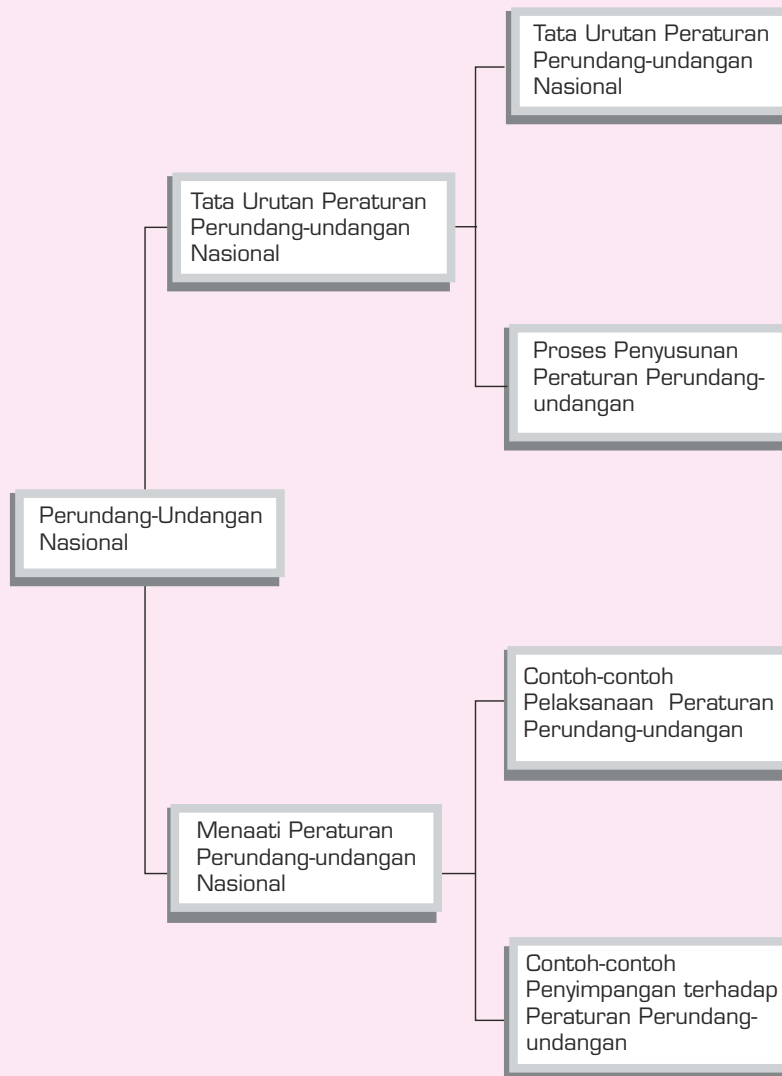 Tata Urutan Peraturan
Perundang-undangan
Nasional
Tata Urutan Peraturan
Perundang-undangan
Nasional
Proses Penyusunan
Peraturan Perundang-
undangan
Perundang-Undangan
Nasional
Contoh-contoh
Pelaksanaan Peraturan
Perundang-undangan
Menaati Peraturan
Perundang-undangan
Nasional
Contoh-contoh
Penyimpangan terhadap
Peraturan Perundang-
undangan